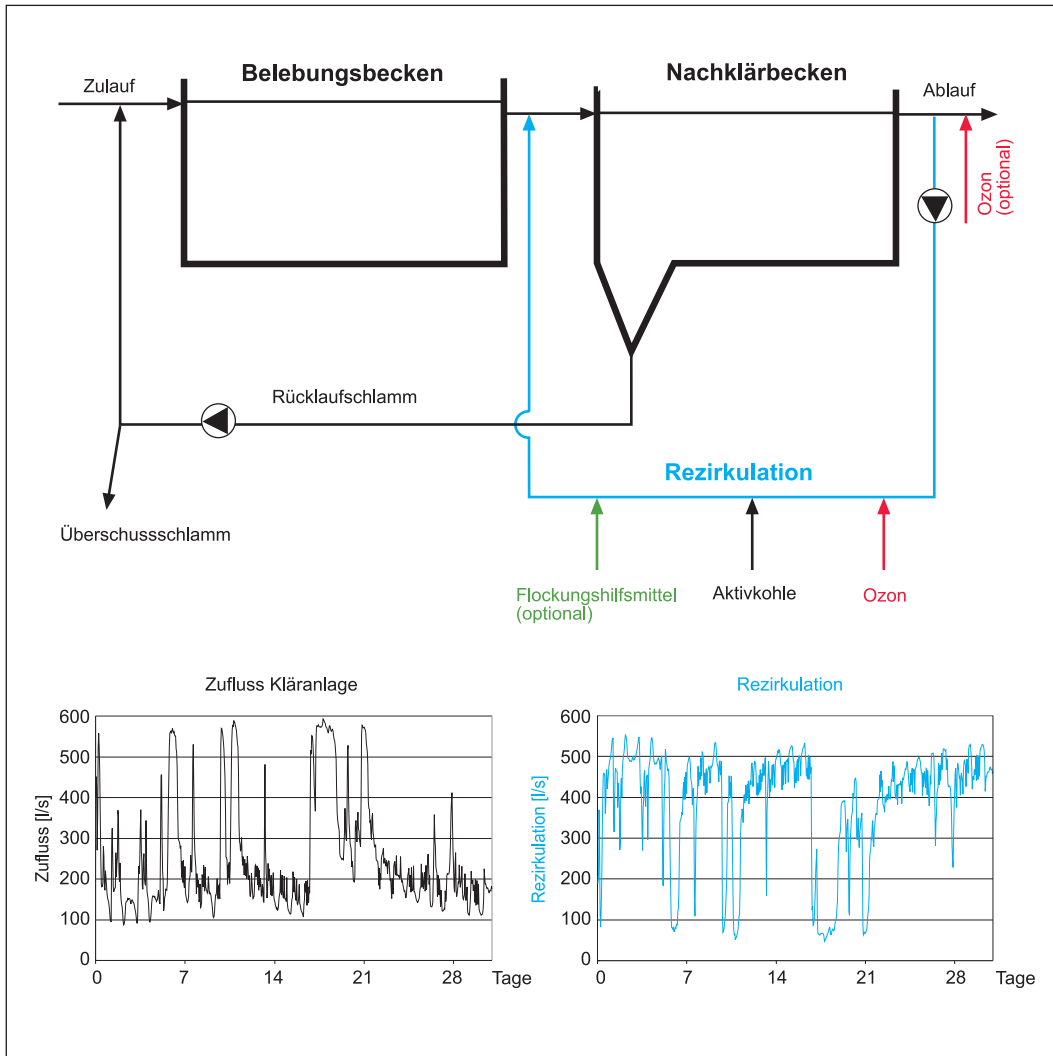 Belebungsbecken
Nachklärbecken
Zulauf
Ablauf
Ozon
(optional)
Rücklaufschlamm
Rezirkulation
Überschussschlamm
Flockungshilfsmittel
(optional)
Aktivkohle
Ozon
Zufluss Kläranlage
Zufluss [l/s]
600
500
400
300
200
100
0
0 7 14 21 28 Tage
Rezirkulation
Rezirkulation [l/s]
600
500
400
300
200
100
0
0 7 14 21 28 Tage